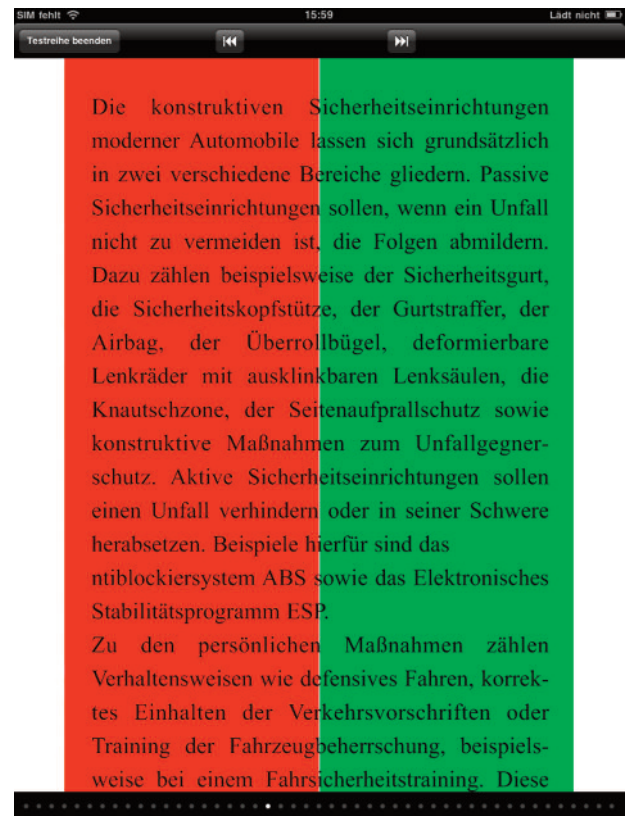 SIM fehlt 15:59 Lädt nicht
Testreihe beenden
Die konstruktiven Sicherheitseinrichtungen
moderner Automobile lassen sich grundsätzlich
in zwei verschiedene Bereiche gliedern. Passive
Sicherheitseinrichtungen sollen, wenn ein Unfall
nicht zu vermeiden ist, die Folgen abmildern.
Dazu zählen beispielsweise der Sicherheitsgurt,
die Sicherheitskopfstütze, der Gurtstraffer, der
Airbag, der Überrollbügel, deformierbare
Lenkräder mit ausklinkbaren Lenksäulen, die
Knautschzone, der Seitenaufprallschutz sowie
konstruktive Maßnahmen zum Unfallgegner-
schutz. Aktive Sicherheitseinrichtungen sollen
einen Unfall verhindern oder in seiner Schwere
herabsetzen. Beispiele hierfür sind das
ntiblockiersystem ABS sowie das Elektronisches
Stabilitätsprogramm ESP.
Zu den persönlichen Maßnahmen zählen
Verhaltensweisen wie defensives Fahren, korrek-
tes Einhalten der Verkehrsvorschriften oder
Training der Fahrzeugbeherrschung, beispiels-
weise bei einem Fahrsicherheitstraining. Diese